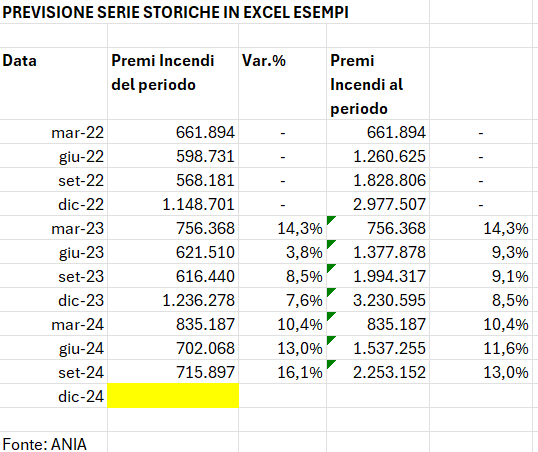 PREVISIONE SERIE STORICHE IN EXCEL ESEMPI
Data Premi Incendi del periodo Var.% Premi Incendi al periodo
mar-22 661.894 - 661.894 -
giu-22 598.731 - 1.260.625 -
set-22 568.181 - 1.828.806 -
dic-22 1.148.701 - 2.977.507 -
mar-23 756.368 14,3% 756.368 14,3%
giu-23 621.510 3,8% 1.377.878 9,3%
set-23 616.440 8,5% 1.994.317 9,1%
dic-23 1.236.278 7,6% 3.230.595 8,5%
mar-24 835.187 10,4% 835.187 10,4%
giu-24 702.068 13,0% 1.537.255 11,6%
set-24 715.897 16,1% 2.253.152 13,0%
dic-24
Fonte: ANIA